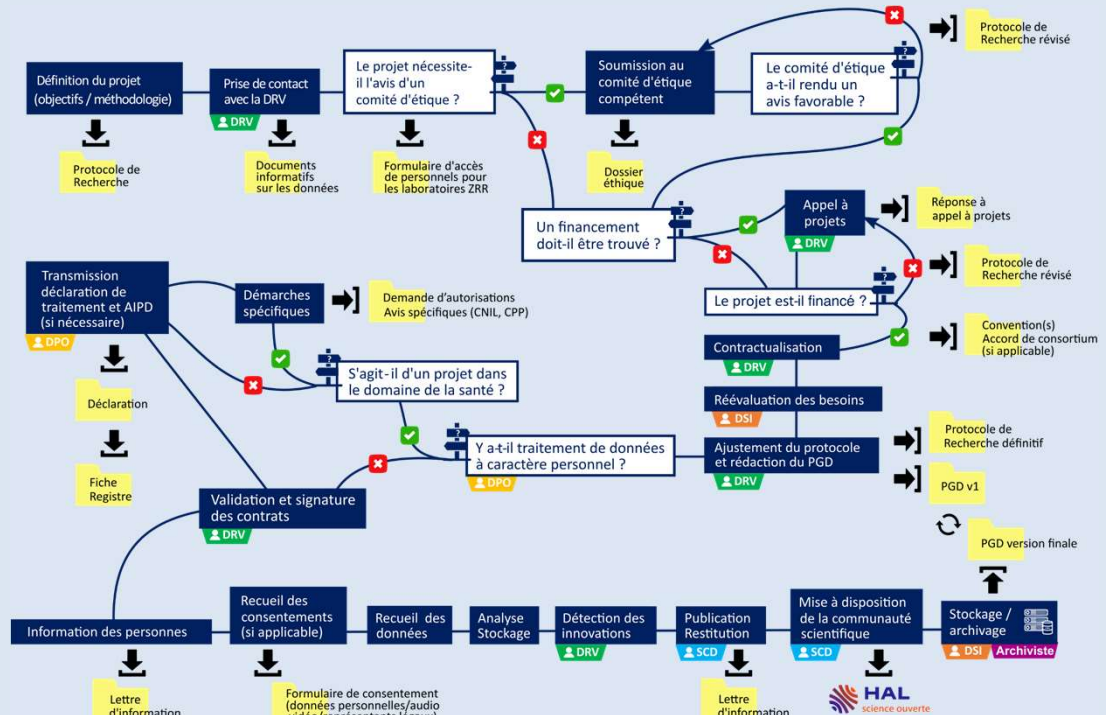 Définition du projet
(objectifs / méthodologie)
Protocole de
Recherche
Prise de contact
avec la DRV
DRV
Documents
informatifs
sur les données
Le projet nécessite-
il l'avis d'un
comité d'étique ?
Formulaire d'accès
de personnels pour
les laboratoires ZRR
Soumission au
comité d'étique
compétent
Dossier
éthique
Le comité d'étique
a-t-il rendu un
avis favorable ?
Protocole de
Recherche révisé
Un financement
doit-il être trouvé ?
Appel à
projets
DRV
Réponse à
appel à projets
Le projet est-il financé ?
Protocole de
Recherche révisé
Convention(s)
Accord de consortium
(si applicable)
Contractualisation
DRV
Réévaluation des besoins
DSI
Ajustement du protocole
et rédaction du PGD
DRV
Protocole de
Recherche définitif
PGD v1
PGD version finale
Y a-t-il traitement de données
à caractère personnel ?
DPO
S'agit-il d'un projet dans
le domaine de la santé ?
Démarches
spécifiques
Demande d'autorisations
Avis spécifiques (CNIL, CPP)
Transmission
déclaration de
traitement et AIPD
(si nécessaire)
DPO
Déclaration
Fiche
Registre
Validation et signature
des contrats
DRV
Information des personnes
Lettre
d'information
Recueil des
consentements
(si applicable)
Formulaire de consentement
(données personnelles/audio
Recueil des
données
Analyse
Stockage
Détection des
innovations
DRV
Publication
Restitution
SCD
Lettre
d'information
Mise à disposition
de la communauté
scientifique
SCD
HAL
science ouverte
Stockage /
archivage
DSI
Archiviste